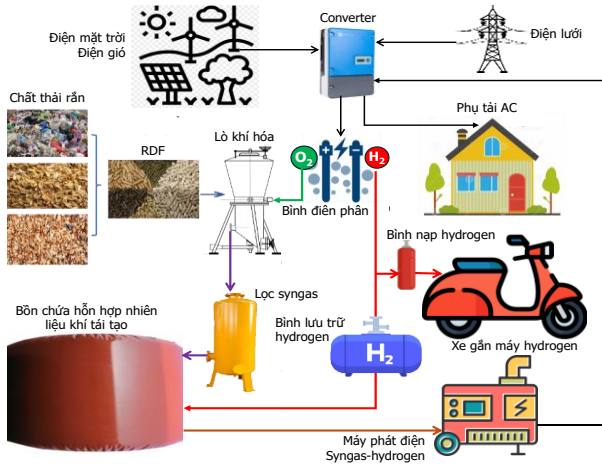 Converter
Điện mặt trời
Điện gió
Điện lưới
Chất thải rắn
Phụ tải AC
Lò khí hóa
RDF
O2
H2
Bình điên phân
Bình nạp hydrogen
Lọc syngas
Bồn chứa hỗn hợp nhiên
liệu khí tái tạo
Bình lưu trữ
hydrogen
H2
Xe gắn máy hydrogen
Máy phát điện
Syngas-hydrogen